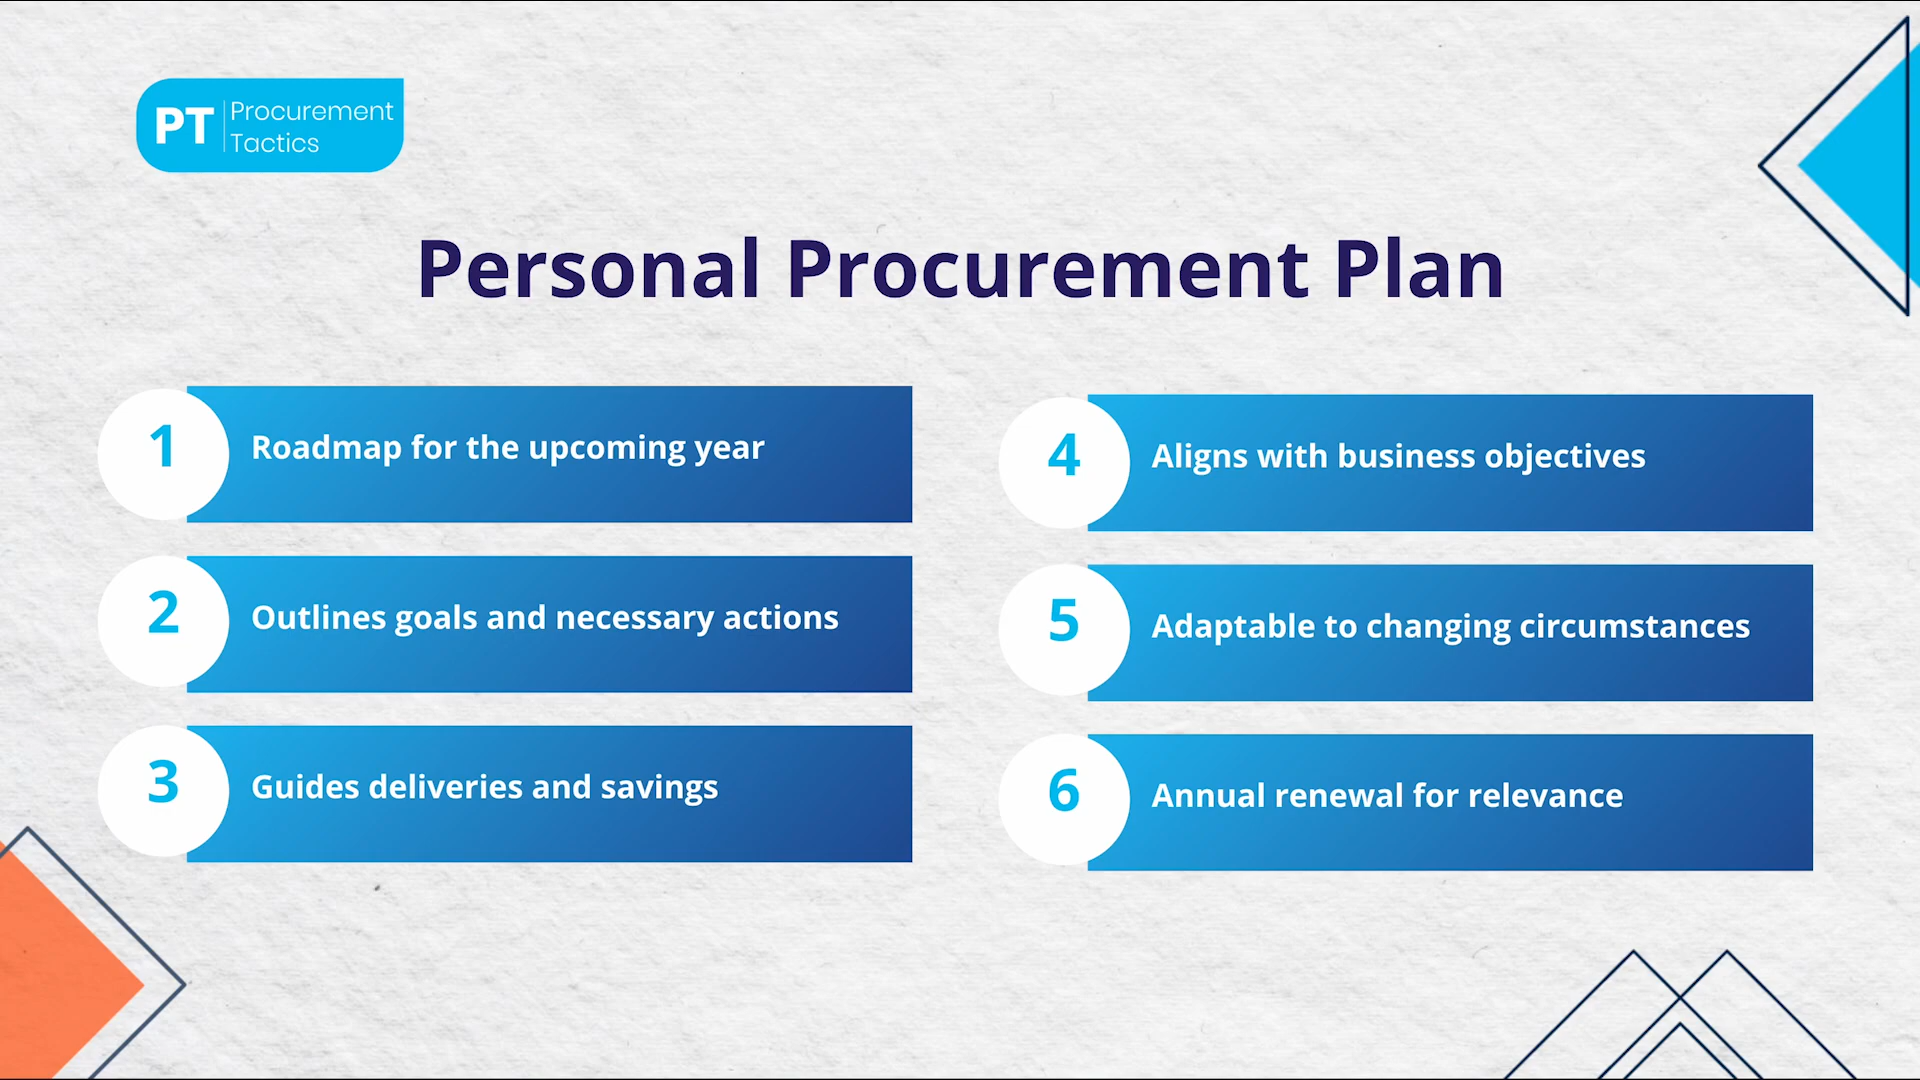 PT
Procurement
Tactics
Personal Procurement Plan
1
Roadmap for the upcoming year
2
Outlines goals and necessary actions
3
Guides deliveries and savings
4
Aligns with business objectives
5
Adaptable to changing circumstances
6
Annual renewal for relevance